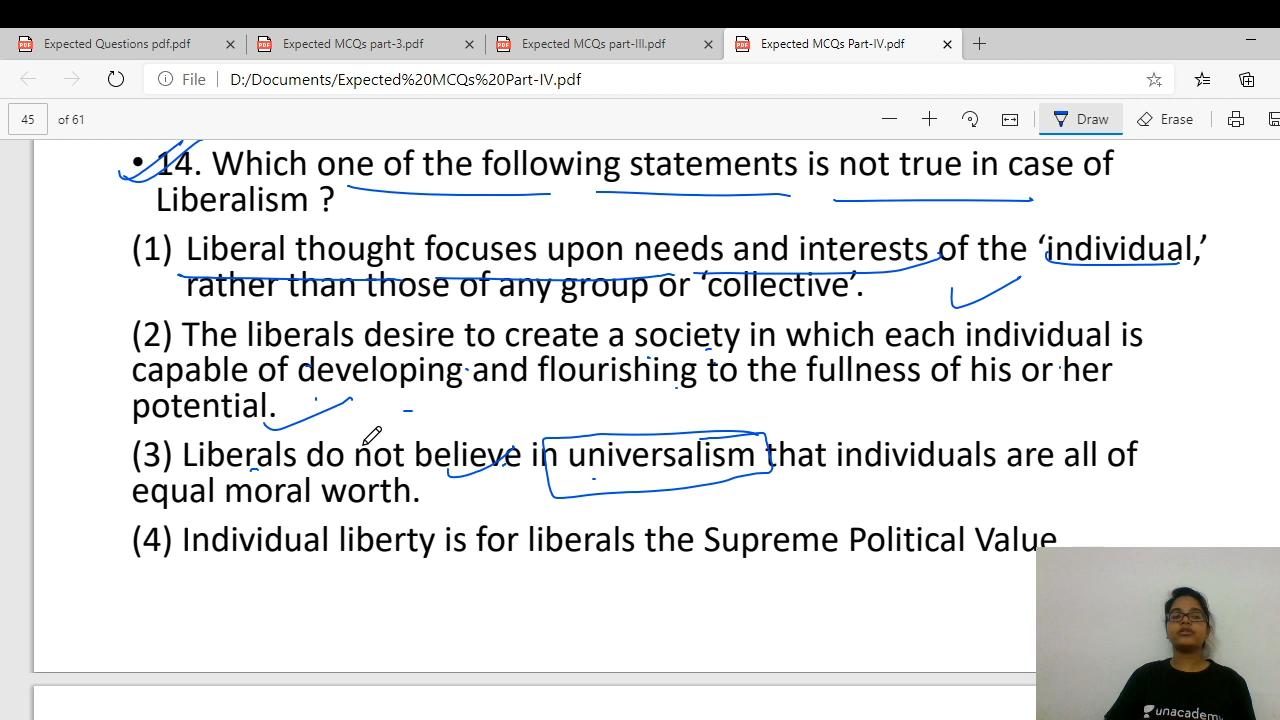 Expected Questions pdf.pdf
Expected MCQs part-3.pdf
Expected MCQs part-III.pdf
Expected MCQs Part-IV.pdf
File
D:/Documents/Expected%20MCQs%20Part-IV.pdf
45 of 61
Draw
Erase
• 14. Which one of the following statements is not true in case of
Liberalism ?
(1) Liberal thought focuses upon needs and interests of the ‘individual,’
rather than those of any group or ‘collective’.
(2) The liberals desire to create a society in which each individual is
capable of developing and flourishing to the fullness of his or her
potential.
(3) Liberals do not believe in universalism that individuals are all of
equal moral worth.
(4) Individual liberty is for liberals the Supreme Political Value
unacademy